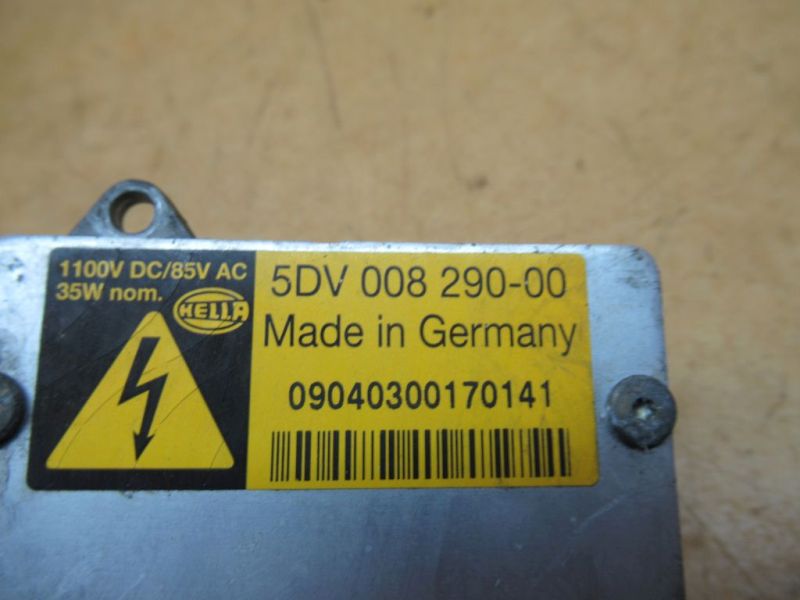 1100V DC/85V AC
35W nom.
HELLA
5DV 008 290-00
Made in Germany
09040300170141